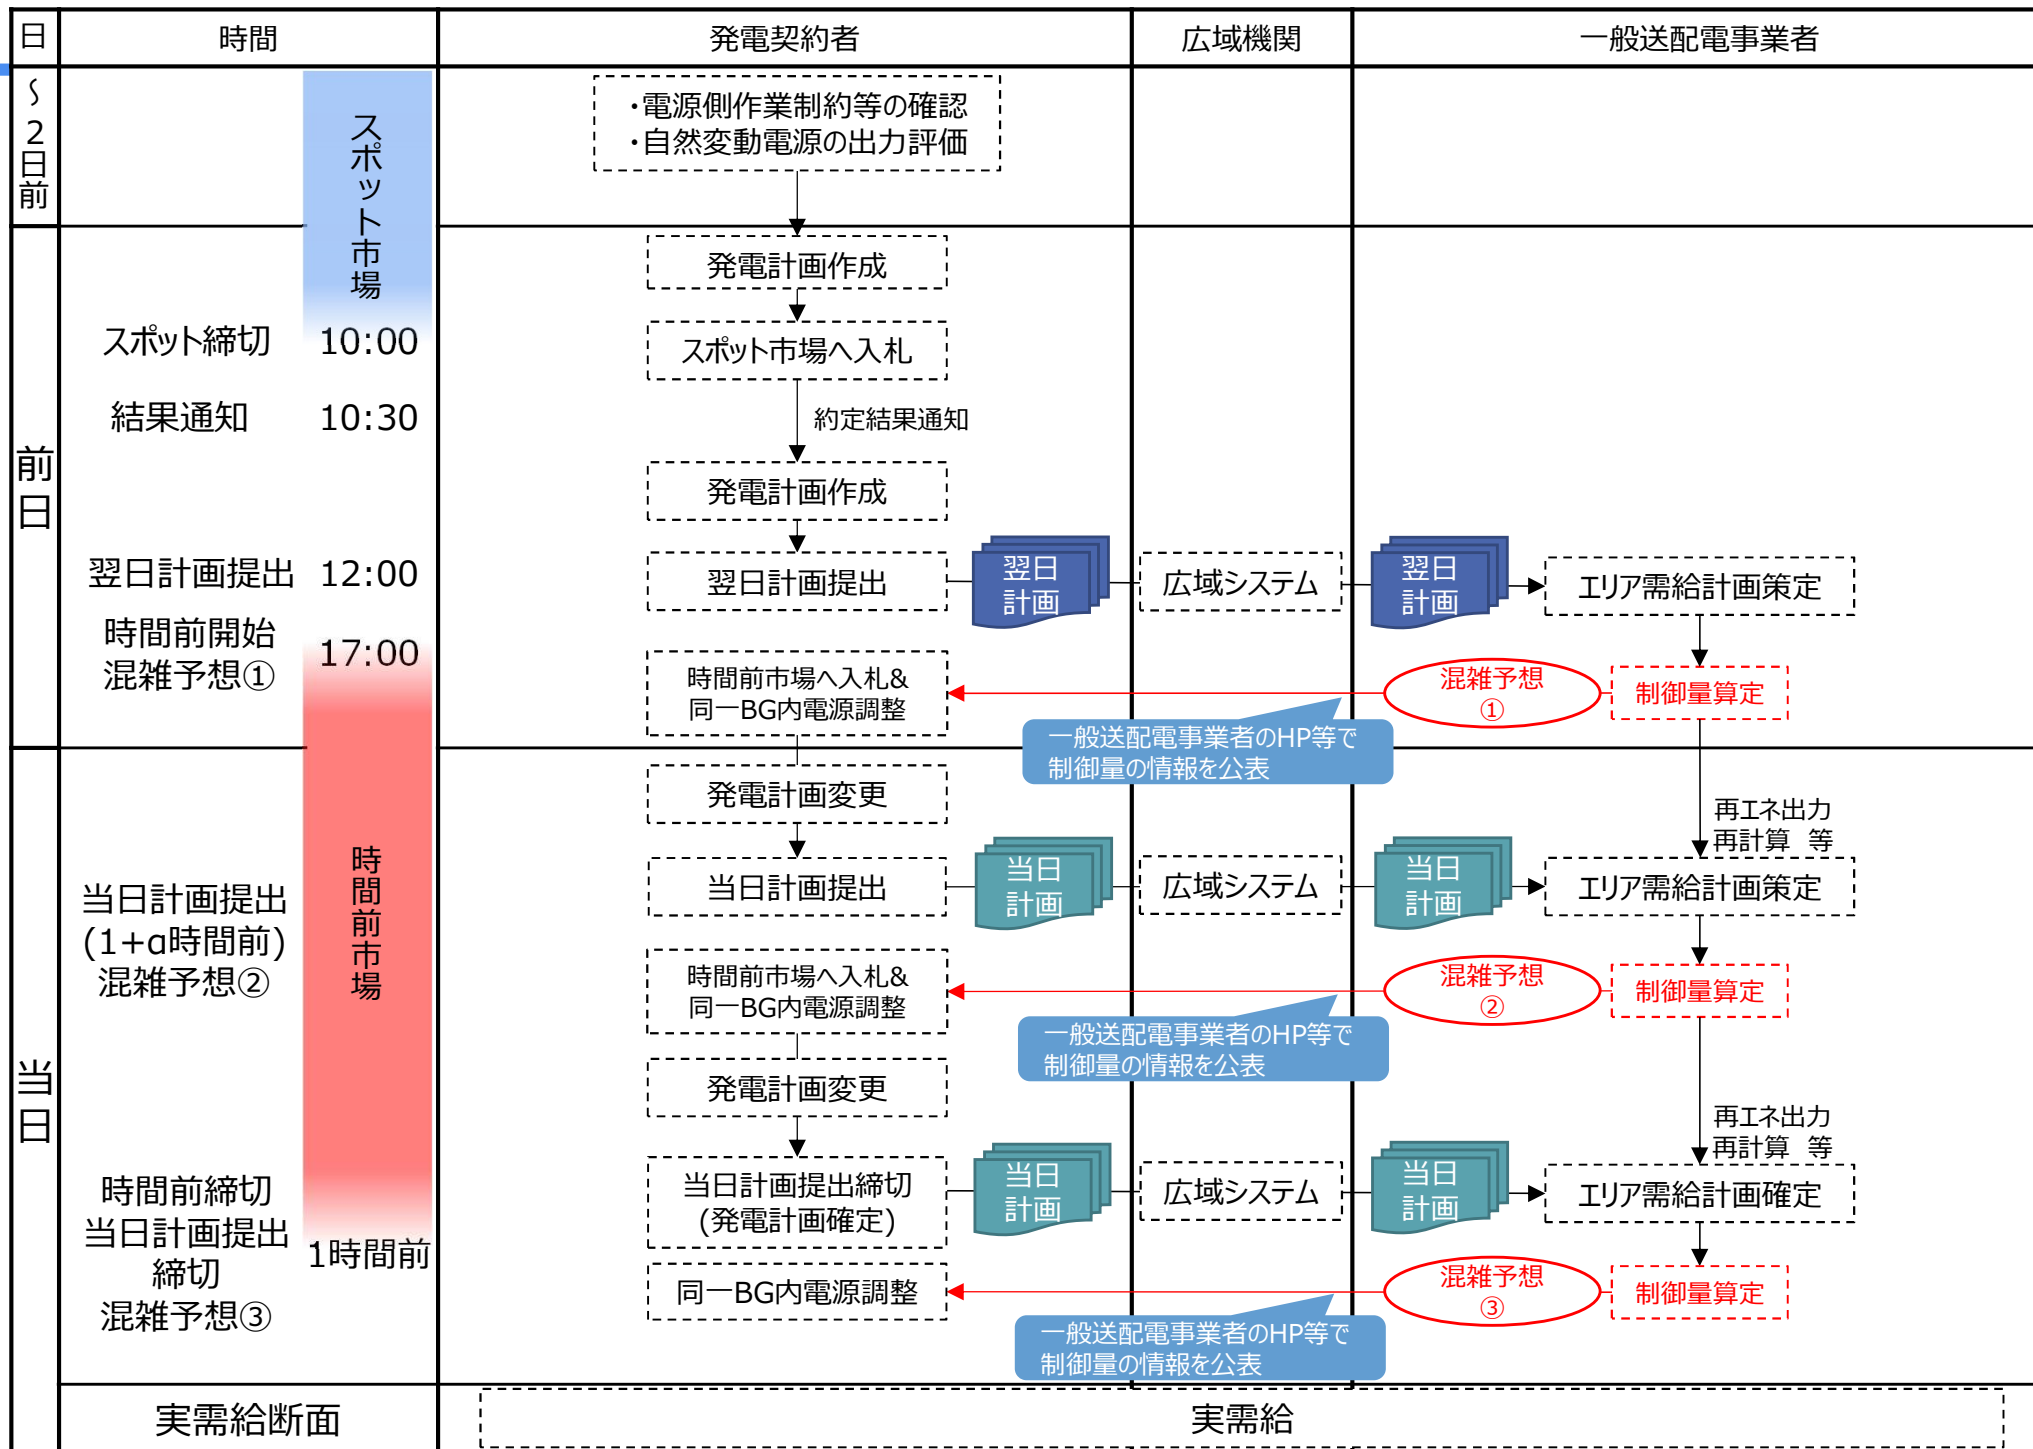 日
時間
発電契約者
広域機関
一般送配電事業者
～2日前
スポット市場
・電源側作業制約等の確認
・自然変動電源の出力評価
前日
発電計画作成
スポット締切
10:00
スポット市場へ入札
結果通知
10:30
約定結果通知
発電計画作成
翌日計画提出
12:00
翌日計画提出
翌日
計画
広域システム
翌日
計画
エリア需給計画策定
時間前開始
混雑予想①
17:00
時間前市場へ入札&
同一BG内電源調整
混雑予想
①
制御量算定
一般送配電事業者のHP等で
制御量の情報を公表
当日
時間前市場
発電計画変更
再エネ出力
再計算 等
当日計画提出
(1+α時間前)
混雑予想②
当日計画提出
当日
計画
広域システム
当日
計画
エリア需給計画策定
時間前市場へ入札&
同一BG内電源調整
混雑予想
②
制御量算定
一般送配電事業者のHP等で
制御量の情報を公表
発電計画変更
再エネ出力
再計算 等
時間前締切
当日計画提出
締切
混雑予想③
1時間前
当日計画提出締切
(発電計画確定)
当日
計画
広域システム
当日
計画
エリア需給計画確定
同一BG内電源調整
混雑予想
③
制御量算定
一般送配電事業者のHP等で
制御量の情報を公表
実需給断面
実需給